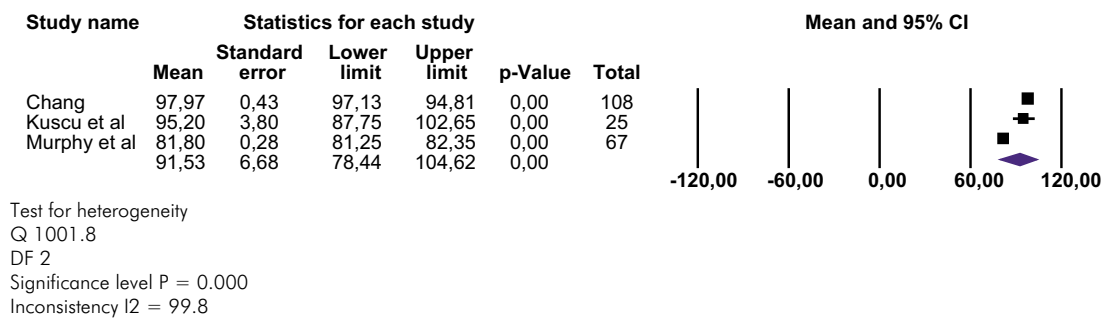 Study name Statistics for each study Mean and 95% CI
Standard Lower Upper
Mean error limit limit p-Value Total
Chang 97,97 0,43 97,13 94,81 0,00 108
Kuscu et al 95,20 3,80 87,75 102,65 0,00 25
Murphy et al 81,80 0,28 81,25 82,35 0,00 67
91,53 6,68 78,44 104,62 0,00
-120,00 -60,00 0,00 60,00 120,00
Test for heterogeneity
Q 1001.8
DF 2
Significance level P = 0.000
Inconsistency I2 = 99.8